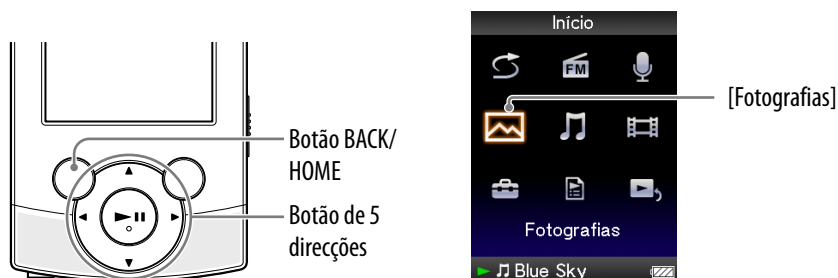 Botão BACK/
HOME
Botão de 5
direcções
Início
FM
[Fotografias]
Fotografias
Blue Sky